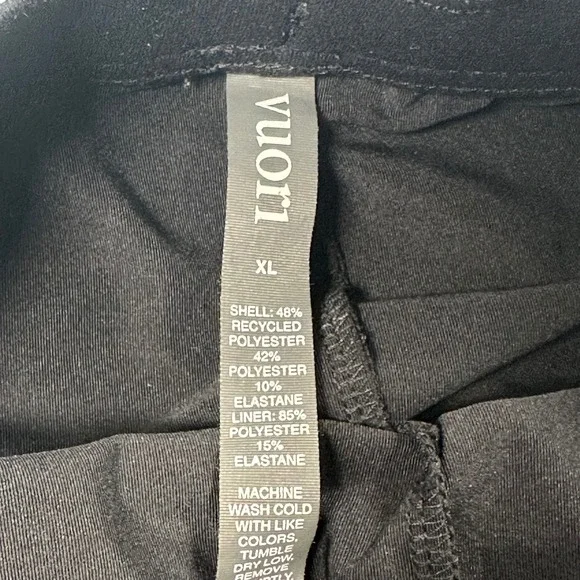 vuori
XL
SHELL: 48%
RECYCLED
POLYESTER
42%
POLYESTER
10%
ELASTANE
LINER: 85%
POLYESTER
15%
ELASTANE
MACHINE
WASH COLD
WITH LIKE
COLORS.
TUMBLE
DRY LOW.
REMOVE